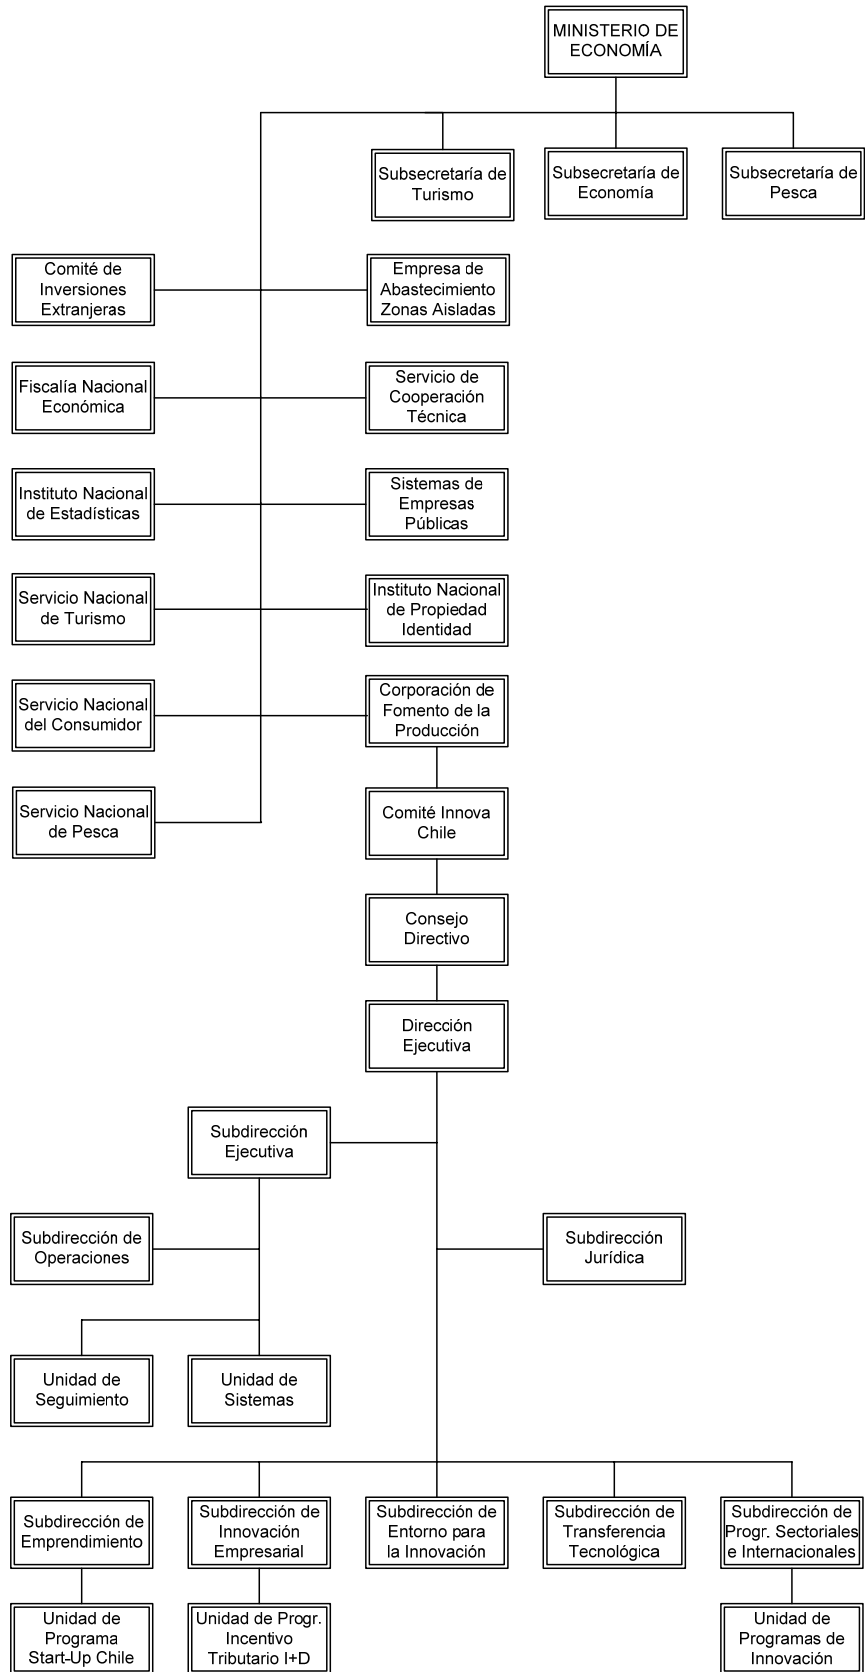 MINISTERIO DE
ECONOMÍA
Subsecretaría de
Turismo
Subsecretaría de
Economía
Subsecretaría de
Pesca
Comité de
Inversiones
Extranjeras
Empresa de
Abastecimiento
Zonas Aisladas
Fiscalía Nacional
Económica
Servicio de
Cooperación
Técnica
Instituto Nacional
de Estadísticas
Sistemas de
Empresas
Públicas
Servicio Nacional
de Turismo
Instituto Nacional
de Propiedad
Identidad
Servicio Nacional
del Consumidor
Corporación de
Fomento de la
Producción
Servicio Nacional
de Pesca
Comité Innova
Chile
Consejo
Directivo
Dirección
Ejecutiva
Subdirección
Ejecutiva
Subdirección de
Operaciones
Subdirección
Jurídica
Unidad de
Seguimiento
Unidad de
Sistemas
Subdirección de
Emprendimiento
Subdirección de
Innovación
Empresarial
Subdirección de
Entorno para
la Innovación
Subdirección de
Transferencia
Tecnológica
Subdirección de
Progr. Sectoriales
e Internacionales
Unidad de
Programa
Start-Up Chile
Unidad de Progr.
Incentivo
Tributario I+D
Unidad de
Programas de
Innovación